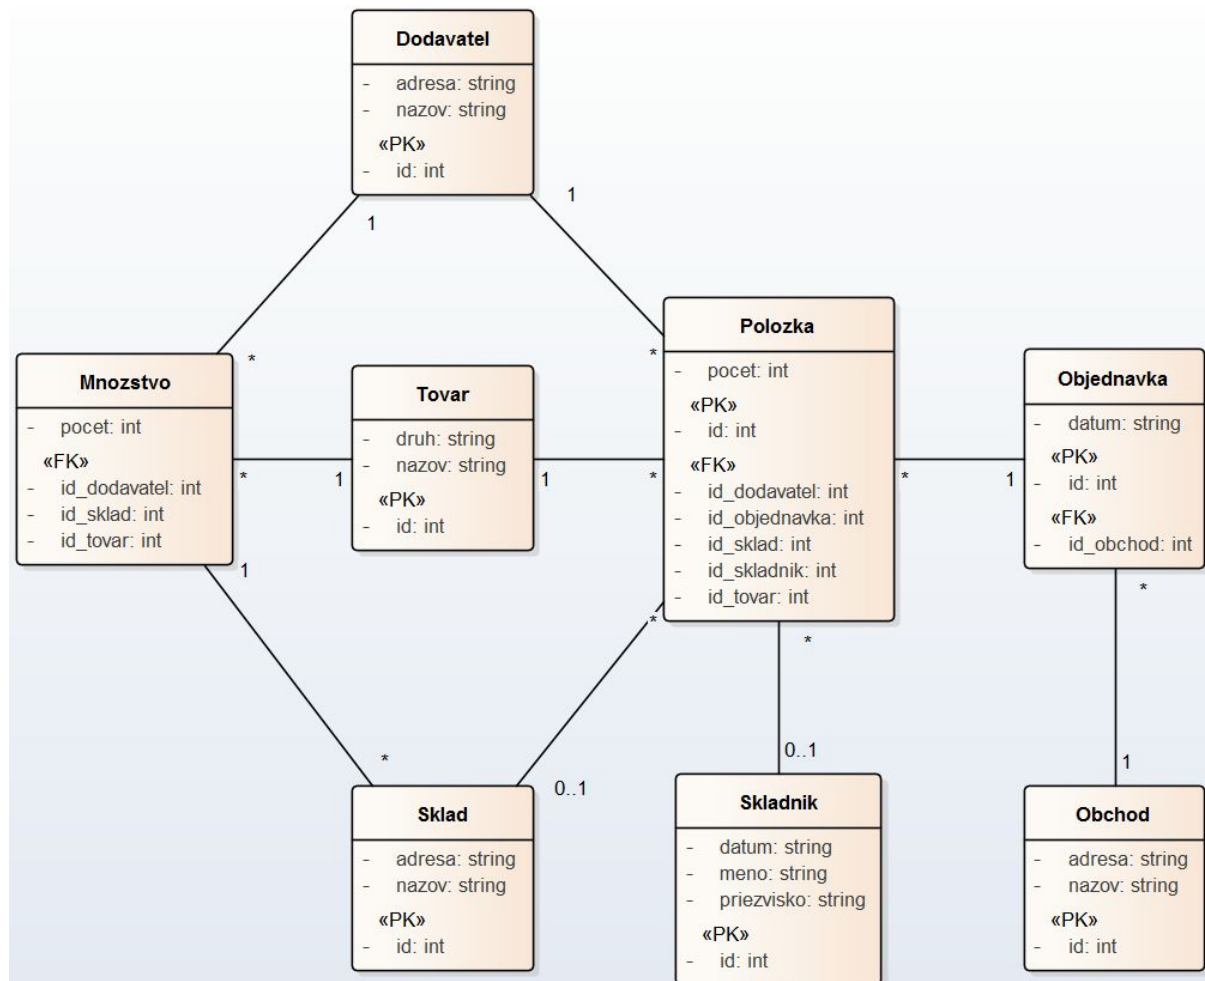 Dodavatel
- adresa: string
- nazov: string
«PK»
- id: int
1
1
*
*
Mnozstvo
- pocet: int
«FK»
- id_dodavatel: int
- id_sklad: int
- id_tovar: int
*
1
1
*
Tovar
- druh: string
- nazov: string
«PK»
- id: int
1
*
Polozka
- pocet: int
«PK»
- id: int
«FK»
- id_dodavatel: int
- id_objednavka: int
- id_sklad: int
- id_skladnik: int
- id_tovar: int
*
1
*
0..1
*
0..1
Objednavka
- datum: string
«PK»
- id: int
«FK»
- id_obchod: int
*
1
Sklad
- adresa: string
- nazov: string
«PK»
- id: int
Skladnik
- datum: string
- meno: string
- priezvisko: string
«PK»
- id: int
Obchod
- adresa: string
- nazov: string
«PK»
- id: int